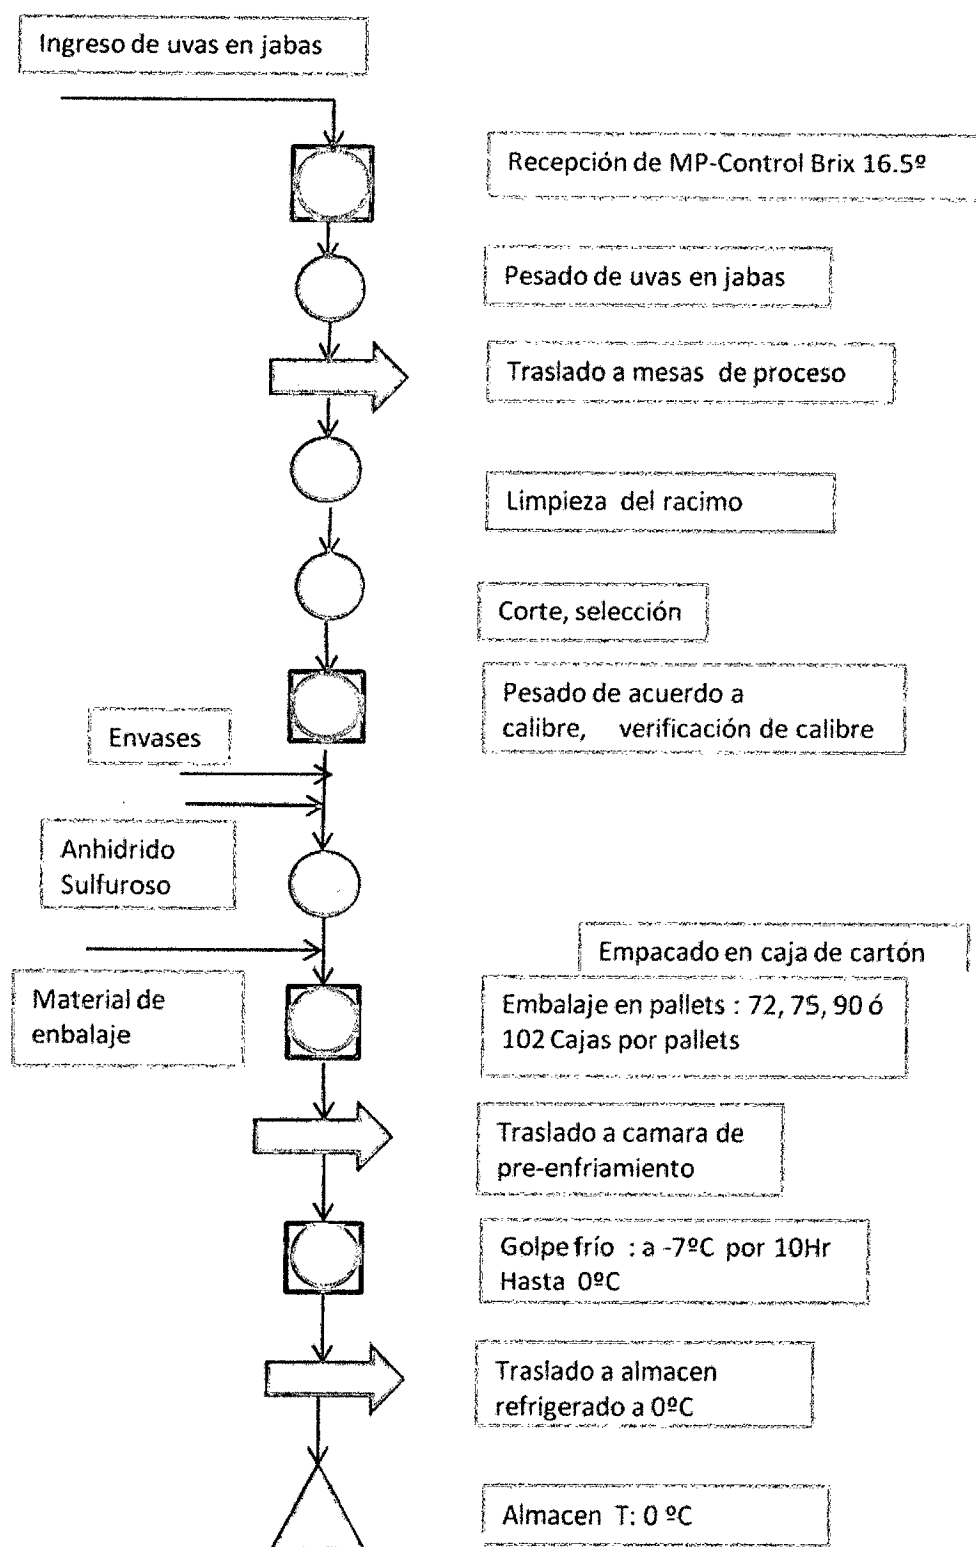 Ingreso de uvas en jabas
Recepción de MP-Control Brix 16.5º
Pesado de uvas en jabas
Traslado a mesas de proceso
Limpieza del racimo
Corte, selección
Pesado de acuerdo a
calibre, verificación de calibre
Envases
Anhidrido
Sulfuroso
Empacado en caja de cartón
Material de
enbalaje
Embalaje en pallets : 72, 75, 90 ó
102 Cajas por pallets
Traslado a camara de
pre-enfriamiento
Golpe frío : a -7ºC por 10Hr
Hasta 0ºC
Traslado a almacen
refrigerado a 0ºC
Almacen T: 0 ºC